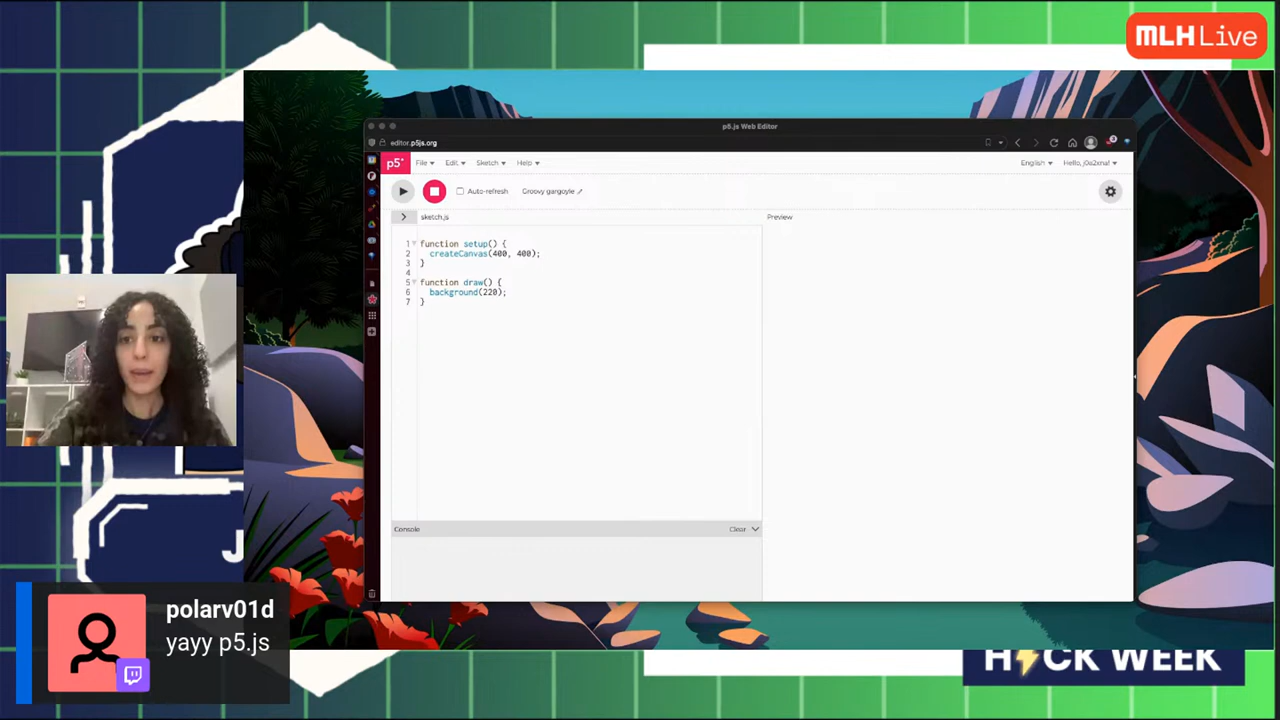 MLH Live
p5.js Web Editor
editor.p5js.org
p5* File Edit Sketch Help
English
Auto-refresh
Groovy gargoyle
sketch.js
Preview
1 function setup() {
2 createCanvas(400, 400);
3 }
4
5 function draw() {
6 background(220);
7 }
Console
Clear
J
polarv01d
yayy p5.js
H⚡CK WEEK